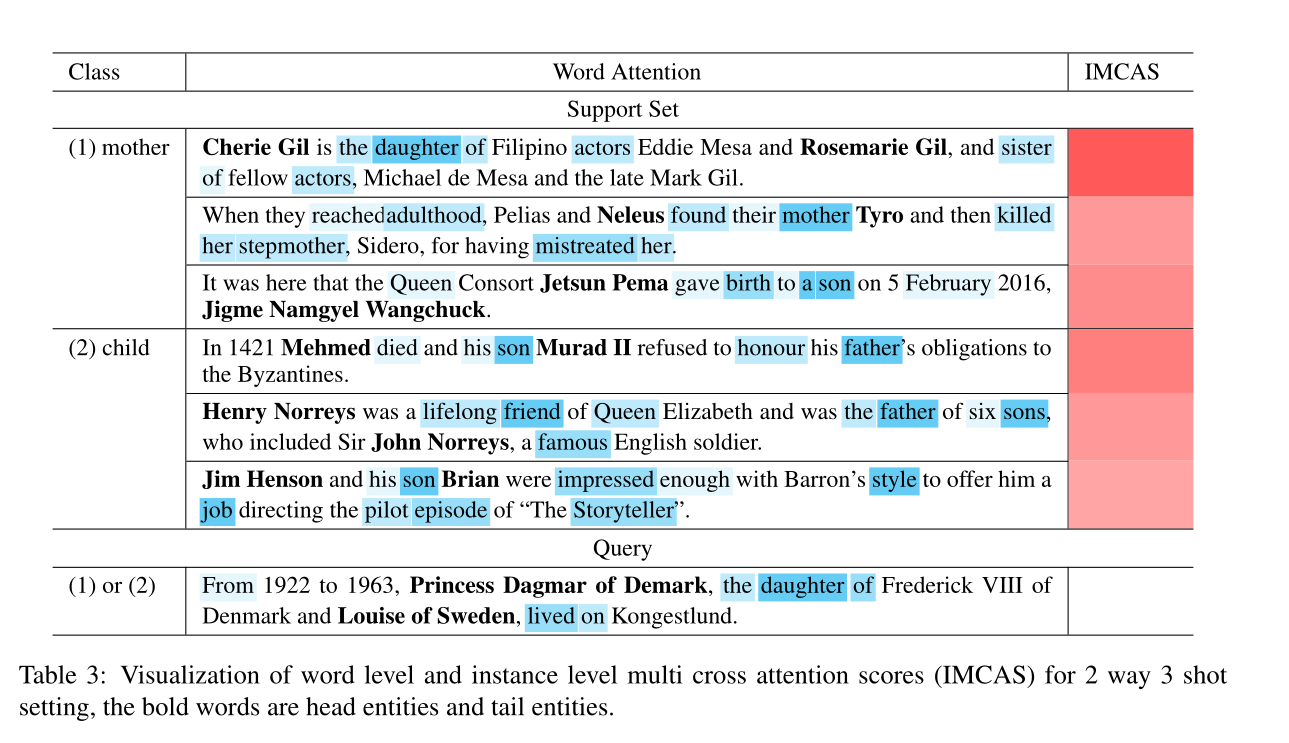 Class Word Attention IMCAS
Support Set
(1) mother Cherie Gil is the daughter of Filipino actors Eddie Mesa and Rosemarie Gil, and sister
of fellow actors, Michael de Mesa and the late Mark Gil.
When they reachedadulthood, Pelias and Neleus found their mother Tyro and then killed
her stepmother, Sidero, for having mistreated her.
It was here that the Queen Consort Jetsun Pema gave birth to a son on 5 February 2016,
Jigme Namgyel Wangchuck.
(2) child In 1421 Mehmed died and his son Murad II refused to honour his father's obligations to
the Byzantines.
Henry Norreys was a lifelong friend of Queen Elizabeth and was the father of six sons,
who included Sir John Norreys, a famous English soldier.
Jim Henson and his son Brian were impressed enough with Barron's style to offer him a
job directing the pilot episode of “The Storyteller”.
Query
(1) or (2) From 1922 to 1963, Princess Dagmar of Demark, the daughter of Frederick VIII of
Denmark and Louise of Sweden, lived on Kongestlund.
Table 3: Visualization of word level and instance level multi cross attention scores (IMCAS) for 2 way 3 shot
setting, the bold words are head entities and tail entities.